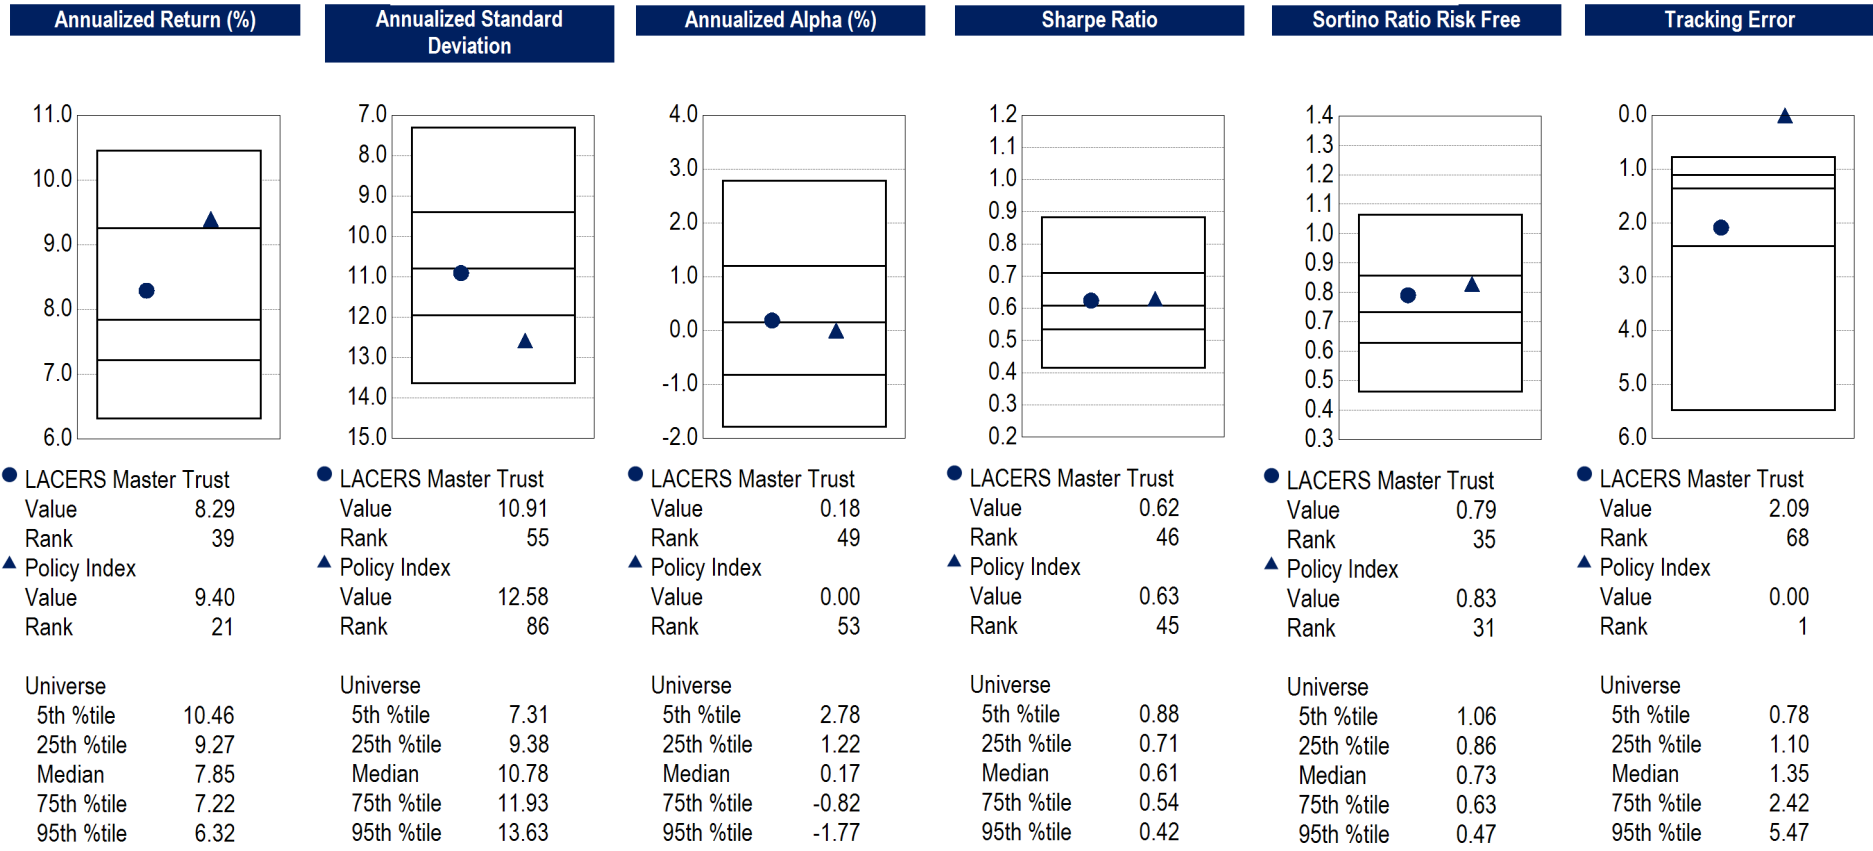 Annualized Return (%)
11.0
10.0
9.0
8.0
7.0
6.0
LACERS Master Trust
Value 8.29
Rank 39
Policy Index
Value 9.40
Rank 21
Universe
5th %tile 10.46
25th %tile 9.27
Median 7.85
75th %tile 7.22
95th %tile 6.32
Annualized Standard
Deviation
7.0
8.0
9.0
10.0
11.0
12.0
13.0
14.0
15.0
LACERS Master Trust
Value 10.91
Rank 55
Policy Index
Value 12.58
Rank 86
Universe
5th %tile 7.31
25th %tile 9.38
Median 10.78
75th %tile 11.93
95th %tile 13.63
Annualized Alpha (%)
4.0
3.0
2.0
1.0
0.0
-1.0
-2.0
LACERS Master Trust
Value 0.18
Rank 49
Policy Index
Value 0.00
Rank 53
Universe
5th %tile 2.78
25th %tile 1.22
Median 0.17
75th %tile -0.82
95th %tile -1.77
Sharpe Ratio
1.2
1.1
1.0
0.9
0.8
0.7
0.6
0.5
0.4
0.3
0.2
LACERS Master Trust
Value 0.62
Rank 46
Policy Index
Value 0.63
Rank 45
Universe
5th %tile 0.88
25th %tile 0.71
Median 0.61
75th %tile 0.54
95th %tile 0.42
Sortino Ratio Risk Free
1.4
1.3
1.2
1.1
1.0
0.9
0.8
0.7
0.6
0.5
0.4
0.3
LACERS Master Trust
Value 0.79
Rank 35
Policy Index
Value 0.83
Rank 31
Universe
5th %tile 1.06
25th %tile 0.86
Median 0.73
75th %tile 0.63
95th %tile 0.47
Tracking Error
0.0
1.0
2.0
3.0
4.0
5.0
6.0
LACERS Master Trust
Value 2.09
Rank 68
Policy Index
Value 0.00
Rank 1
Universe
5th %tile 0.78
25th %tile 1.10
Median 1.35
75th %tile 2.42
95th %tile 5.47